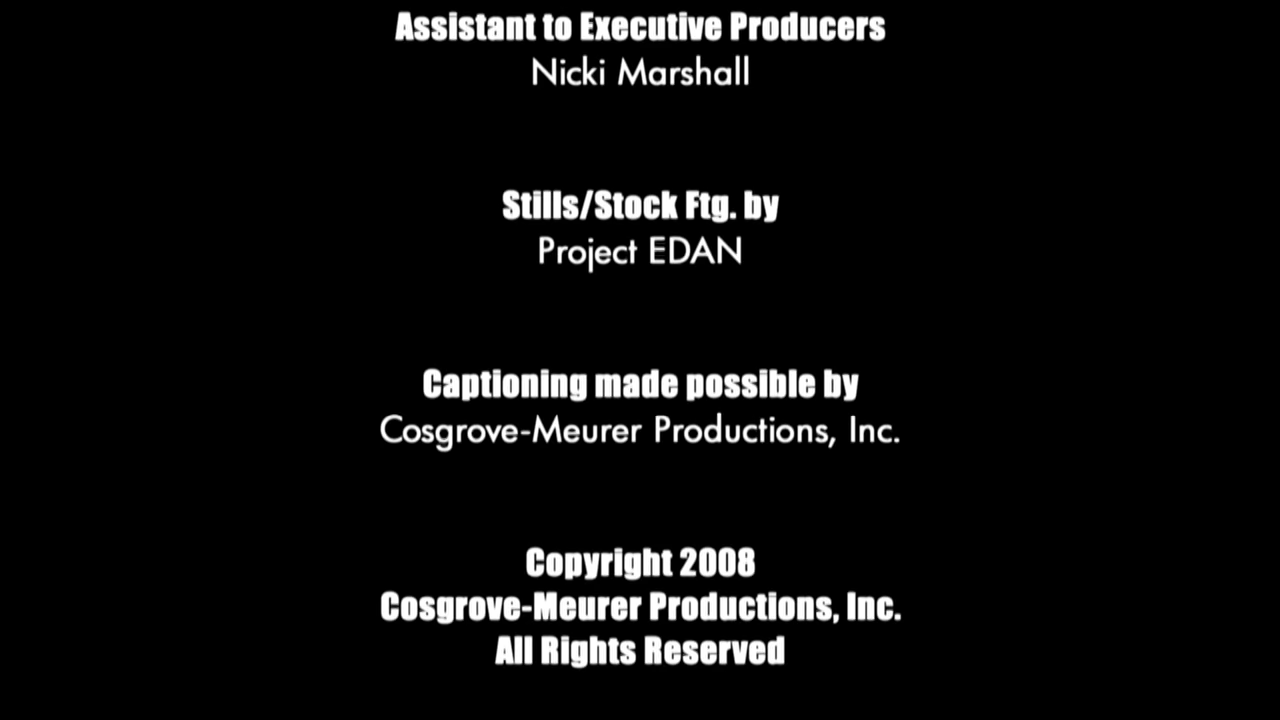 Assistant to Executive Producers
Nicki Marshall
Stills/Stock Ftg. by
Project EDAN
Captioning made possible by
Cosgrove-Meurer Productions, Inc.
Copyright 2008
Cosgrove-Meurer Productions, Inc.
All Rights Reserved